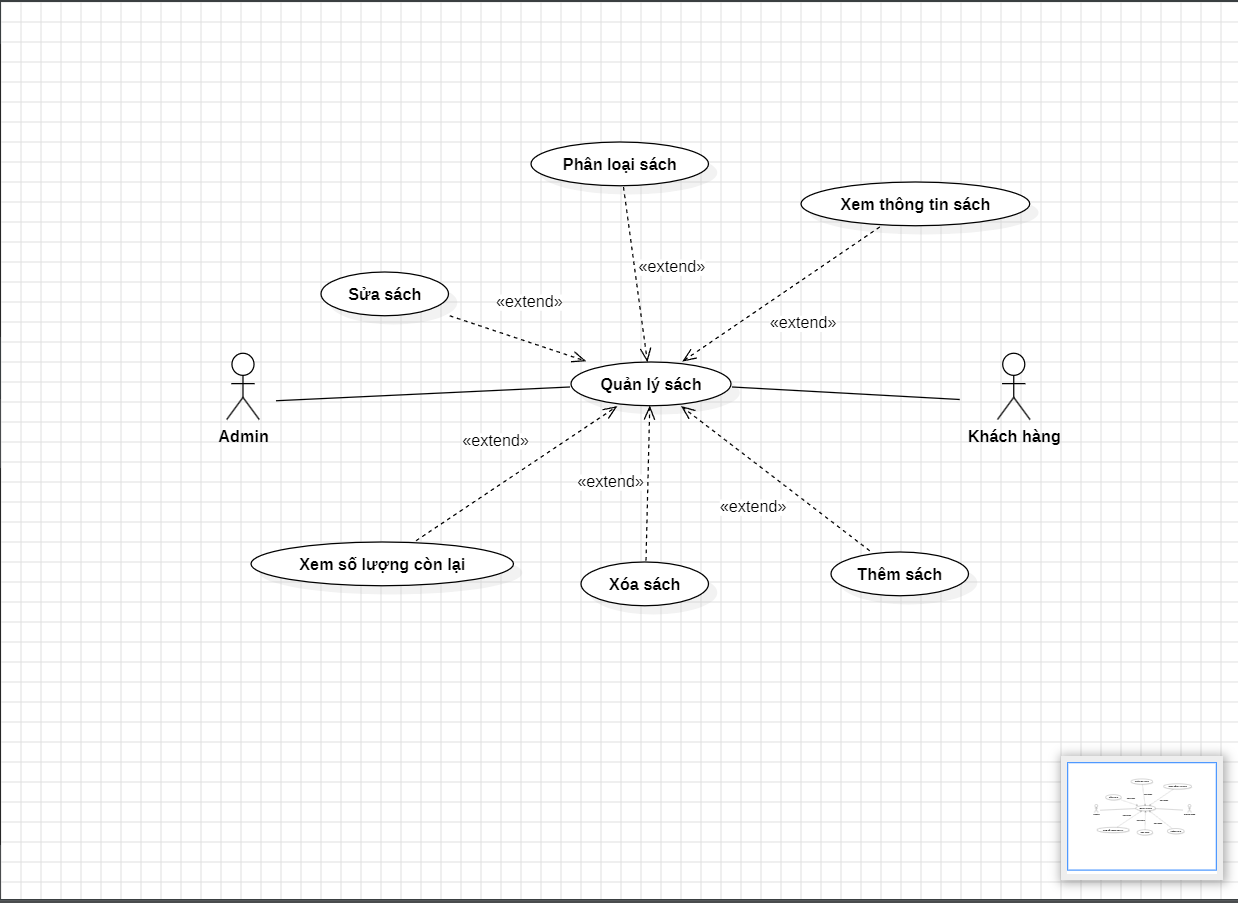 Phân loại sách
Xem thông tin sách
«extend»
Sửa sách
«extend»
«extend»
Quản lý sách
Admin
Khách hàng
«extend»
«extend»
«extend»
Xem số lượng còn lại
Xóa sách
Thêm sách